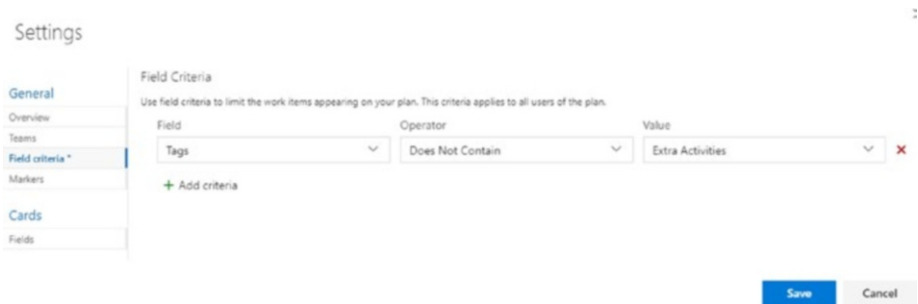 Settings
General
Overview
Teams
Field criteria *
Markers
Cards
Fields
Field Criteria
Use field criteria to limit the work items appearing on your plan. This criteria applies to all users of the plan.
Field Operator Value
Tags Does Not Contain Extra Activities
+ Add criteria
Save Cancel